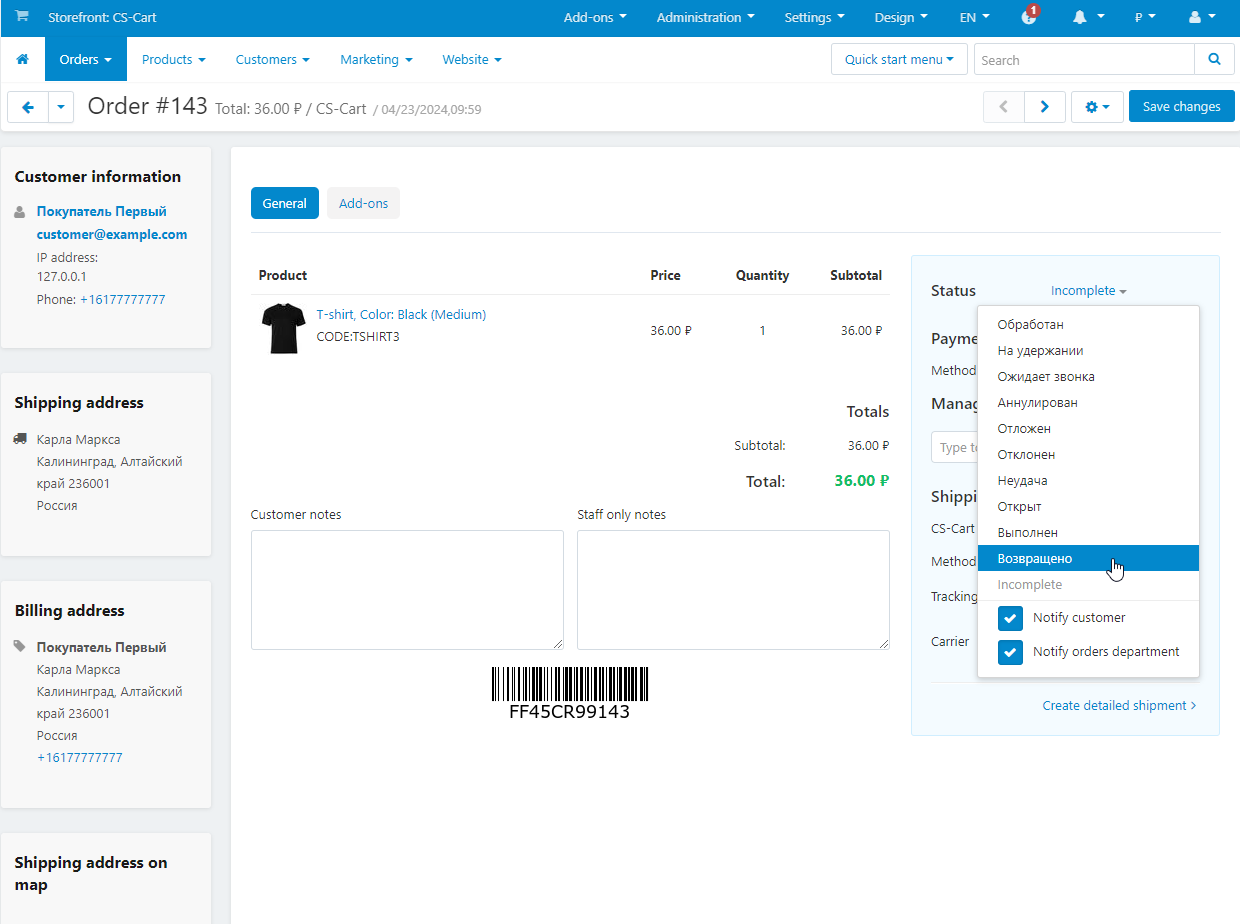 Storefront: CS-Cart
Add-ons
Administration
Settings
Design
EN
1
₽
Orders
Products
Customers
Marketing
Website
Quick start menu
Search
Order #143 Total: 36.00 ₽ / CS-Cart / 04/23/2024,09:59
Save changes
Customer information
Покупатель Первый
customer@example.com
IP address:
127.0.0.1
Phone: +16177777777
Shipping address
Карла Маркса
Калининград, Алтайский
край 236001
Россия
Billing address
Покупатель Первый
Карла Маркса
Калининград, Алтайский
край 236001
Россия
+16177777777
Shipping address on
map
General
Add-ons
Product Price Quantity Subtotal
T-shirt, Color: Black (Medium)
CODE:TSHIRT3
36.00 ₽ 1 36.00 ₽
Totals
Subtotal: 36.00 ₽
Total: 36.00 ₽
Customer notes
Staff only notes
FF45CR99143
Status Incomplete
Payme
Method
Manag
Type to
Shippi
CS-Cart
Method
Tracking
Carrier
Обработан
На удержании
Ожидает звонка
Аннулирован
Отложен
Отклонен
Неудача
Открыт
Выполнен
Возвращено
Incomplete
Notify customer
Notify orders department
Create detailed shipment